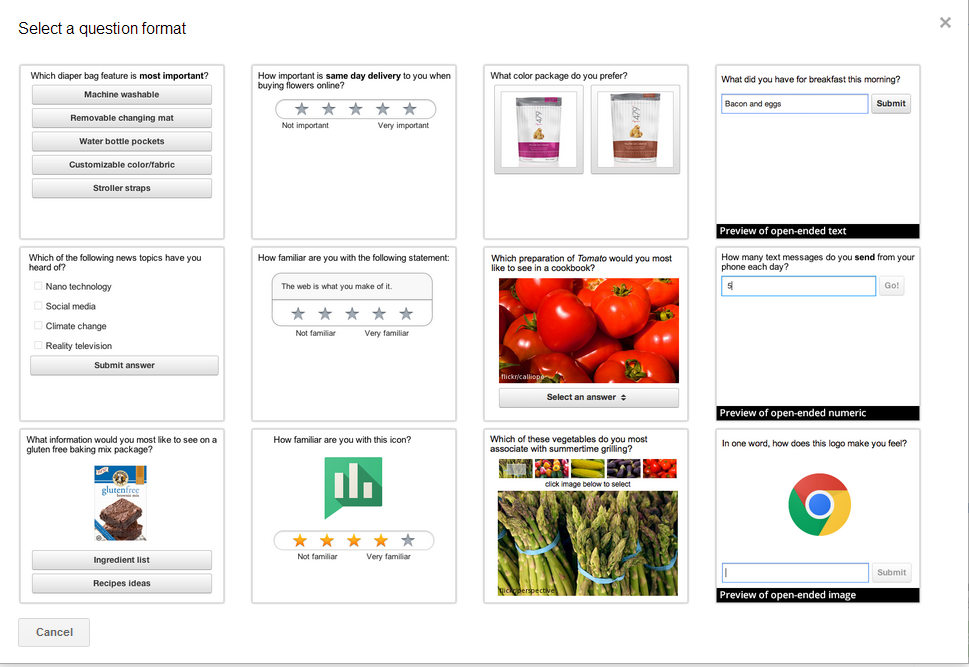 Select a question format
Which diaper bag feature is most important?
Machine washable
Removable changing mat
Water bottle pockets
Customizable color/fabric
Stroller straps
How important is same day delivery to you when
buying flowers online?
Not important Very important
What color package do you prefer?
479
479
What did you have for breakfast this morning?
Bacon and eggs Submit
Preview of open-ended text
Which of the following news topics have you
heard of?
Nano technology
Social media
Climate change
Reality television
Submit answer
How familiar are you with the following statement:
The web is what you make of it.
Not familiar Very familiar
Which preparation of Tomato would you most
like to see in a cookbook?
flickr/calliope
Select an answer
How many text messages do you send from your
phone each day?
5 Go!
Preview of open-ended numeric
What information would you most like to see on a
gluten free baking mix package?
glutenfree
brownie mix
Ingredient list
Recipes ideas
How familiar are you with this icon?
Not familiar Very familiar
Which of these vegetables do you most
associate with summertime grilling?
click image below to select
flickr/perspective
In one word, how does this logo make you feel?
Submit
Preview of open-ended image
Cancel